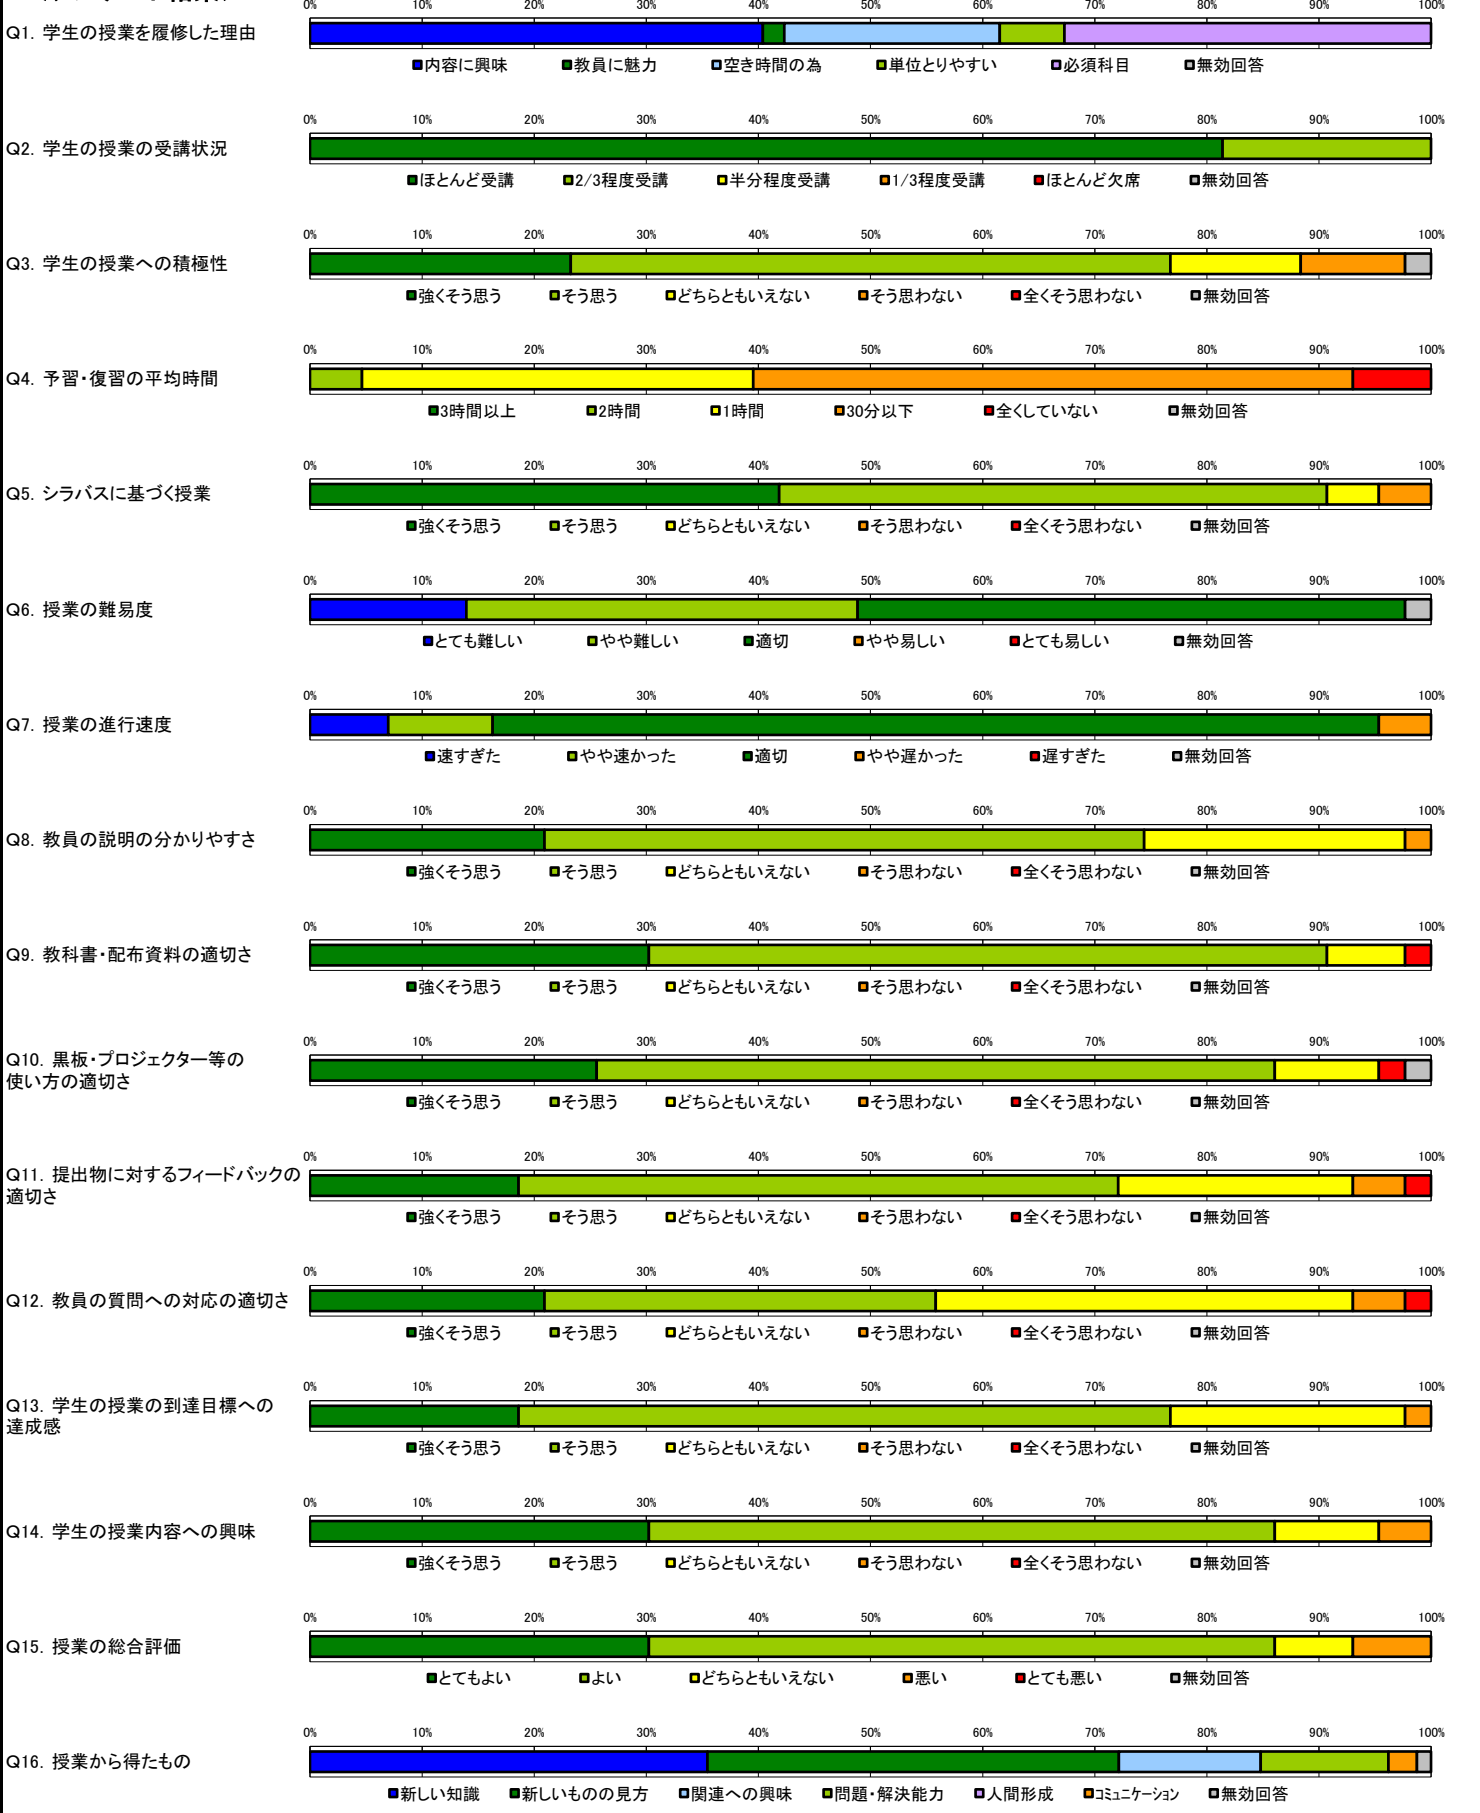 0% 10% 20% 30% 40% 50% 60% 70% 80% 90% 100%
Q1. 学生の授業を履修した理由
内容に興味 教員に魅力 空き時間の為 単位とりやすい 必須科目 無効回答
0% 10% 20% 30% 40% 50% 60% 70% 80% 90% 100%
Q2. 学生の授業の受講状況
ほとんど受講 2/3程度受講 半分程度受講 1/3程度受講 ほとんど欠席 無効回答
0% 10% 20% 30% 40% 50% 60% 70% 80% 90% 100%
Q3. 学生の授業への積極性
強くそう思う そう思う どちらともいえない そう思わない 全くそう思わない 無効回答
0% 10% 20% 30% 40% 50% 60% 70% 80% 90% 100%
Q4. 予習・復習の平均時間
3時間以上 2時間 1時間 30分以下 全くしていない 無効回答
0% 10% 20% 30% 40% 50% 60% 70% 80% 90% 100%
Q5. シラバスに基づく授業
強くそう思う そう思う どちらともいえない そう思わない 全くそう思わない 無効回答
0% 10% 20% 30% 40% 50% 60% 70% 80% 90% 100%
Q6. 授業の難易度
とても難しい やや難しい 適切 やや易しい とても易しい 無効回答
0% 10% 20% 30% 40% 50% 60% 70% 80% 90% 100%
Q7. 授業の進行速度
速すぎた やや速かった 適切 やや遅かった 遅すぎた 無効回答
0% 10% 20% 30% 40% 50% 60% 70% 80% 90% 100%
Q8. 教員の説明の分かりやすさ
強くそう思う そう思う どちらともいえない そう思わない 全くそう思わない 無効回答
0% 10% 20% 30% 40% 50% 60% 70% 80% 90% 100%
Q9. 教科書・配布資料の適切さ
強くそう思う そう思う どちらともいえない そう思わない 全くそう思わない 無効回答
0% 10% 20% 30% 40% 50% 60% 70% 80% 90% 100%
Q10. 黒板・プロジェクター等の
使い方の適切さ
強くそう思う そう思う どちらともいえない そう思わない 全くそう思わない 無効回答
0% 10% 20% 30% 40% 50% 60% 70% 80% 90% 100%
Q11. 提出物に対するフィードバックの
適切さ
強くそう思う そう思う どちらともいえない そう思わない 全くそう思わない 無効回答
0% 10% 20% 30% 40% 50% 60% 70% 80% 90% 100%
Q12. 教員の質問への対応の適切さ
強くそう思う そう思う どちらともいえない そう思わない 全くそう思わない 無効回答
0% 10% 20% 30% 40% 50% 60% 70% 80% 90% 100%
Q13. 学生の授業の到達目標への
達成感
強くそう思う そう思う どちらともいえない そう思わない 全くそう思わない 無効回答
0% 10% 20% 30% 40% 50% 60% 70% 80% 90% 100%
Q14. 学生の授業内容への興味
強くそう思う そう思う どちらともいえない そう思わない 全くそう思わない 無効回答
0% 10% 20% 30% 40% 50% 60% 70% 80% 90% 100%
Q15. 授業の総合評価
とてもよい よい どちらともいえない 悪い とても悪い 無効回答
0% 10% 20% 30% 40% 50% 60% 70% 80% 90% 100%
Q16. 授業から得たもの
新しい知識 新しいものの見方 関連への興味 問題・解決能力 人間形成 コミュニケーション 無効回答